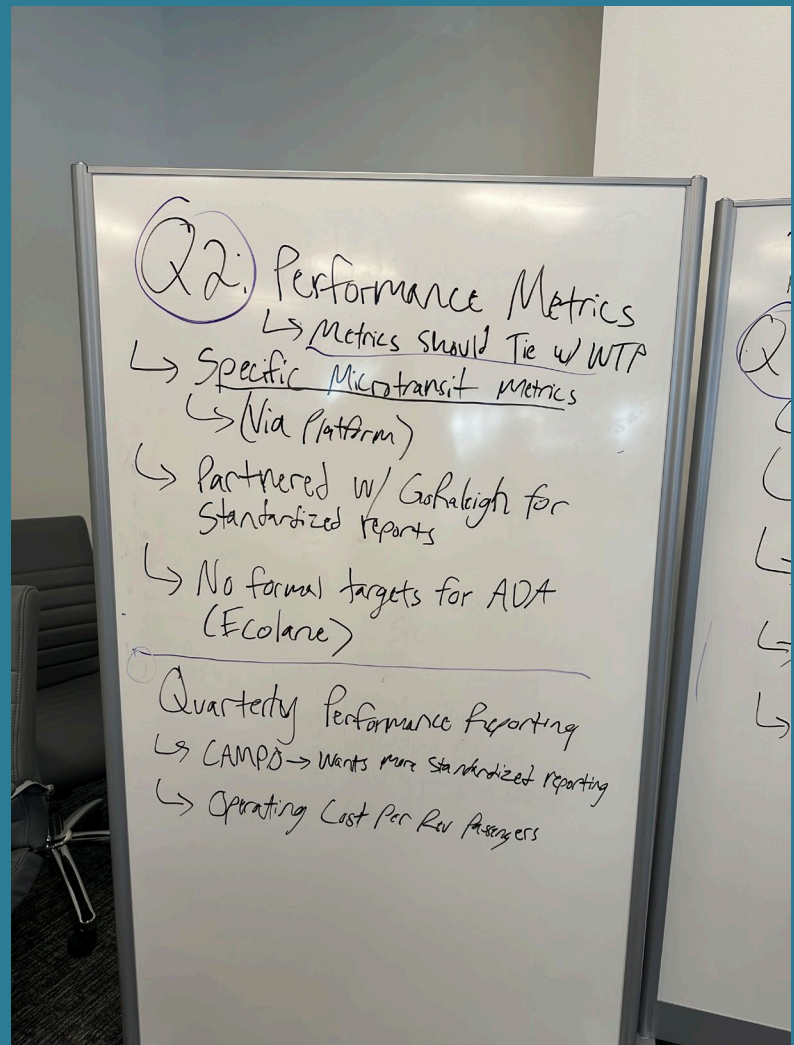 Q2: Performance Metrics
↳ Metrics Should Tie w/ WTP
↳ Specific Microtransit Metrics
↳ (Via Platform)
↳ Partnered w/ GoRaleigh for
Standardized reports
↳ No formal targets for ADA
(Ecolane)
Quarterly Performance Reporting
↳ CAMPO → Wants more Standardized reporting
↳ Operating Cost Per Rev Passengers
Q